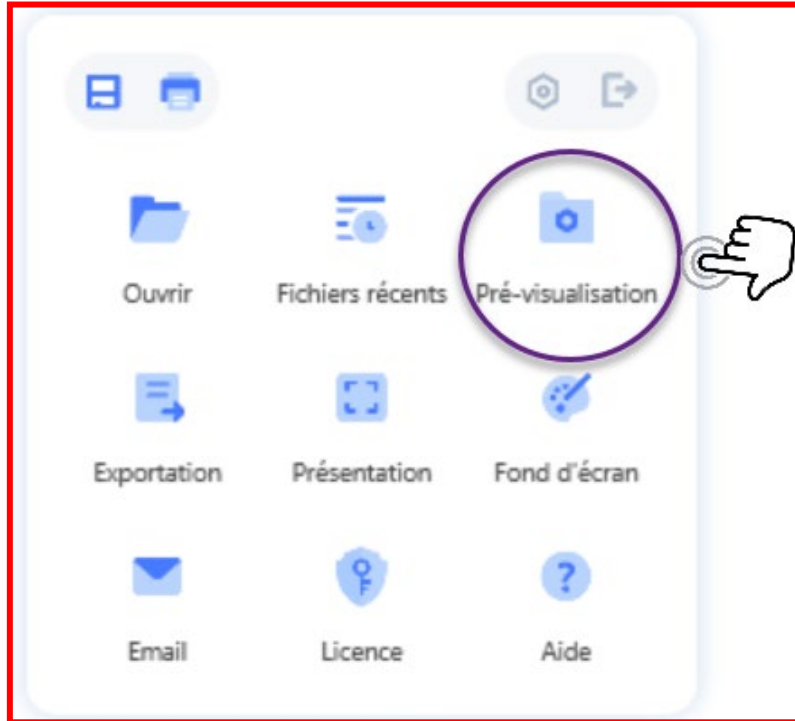 Ouvrir
Fichiers récents
Pré-visualisation
Exportation
Présentation
Fond d'écran
Email
Licence
Aide